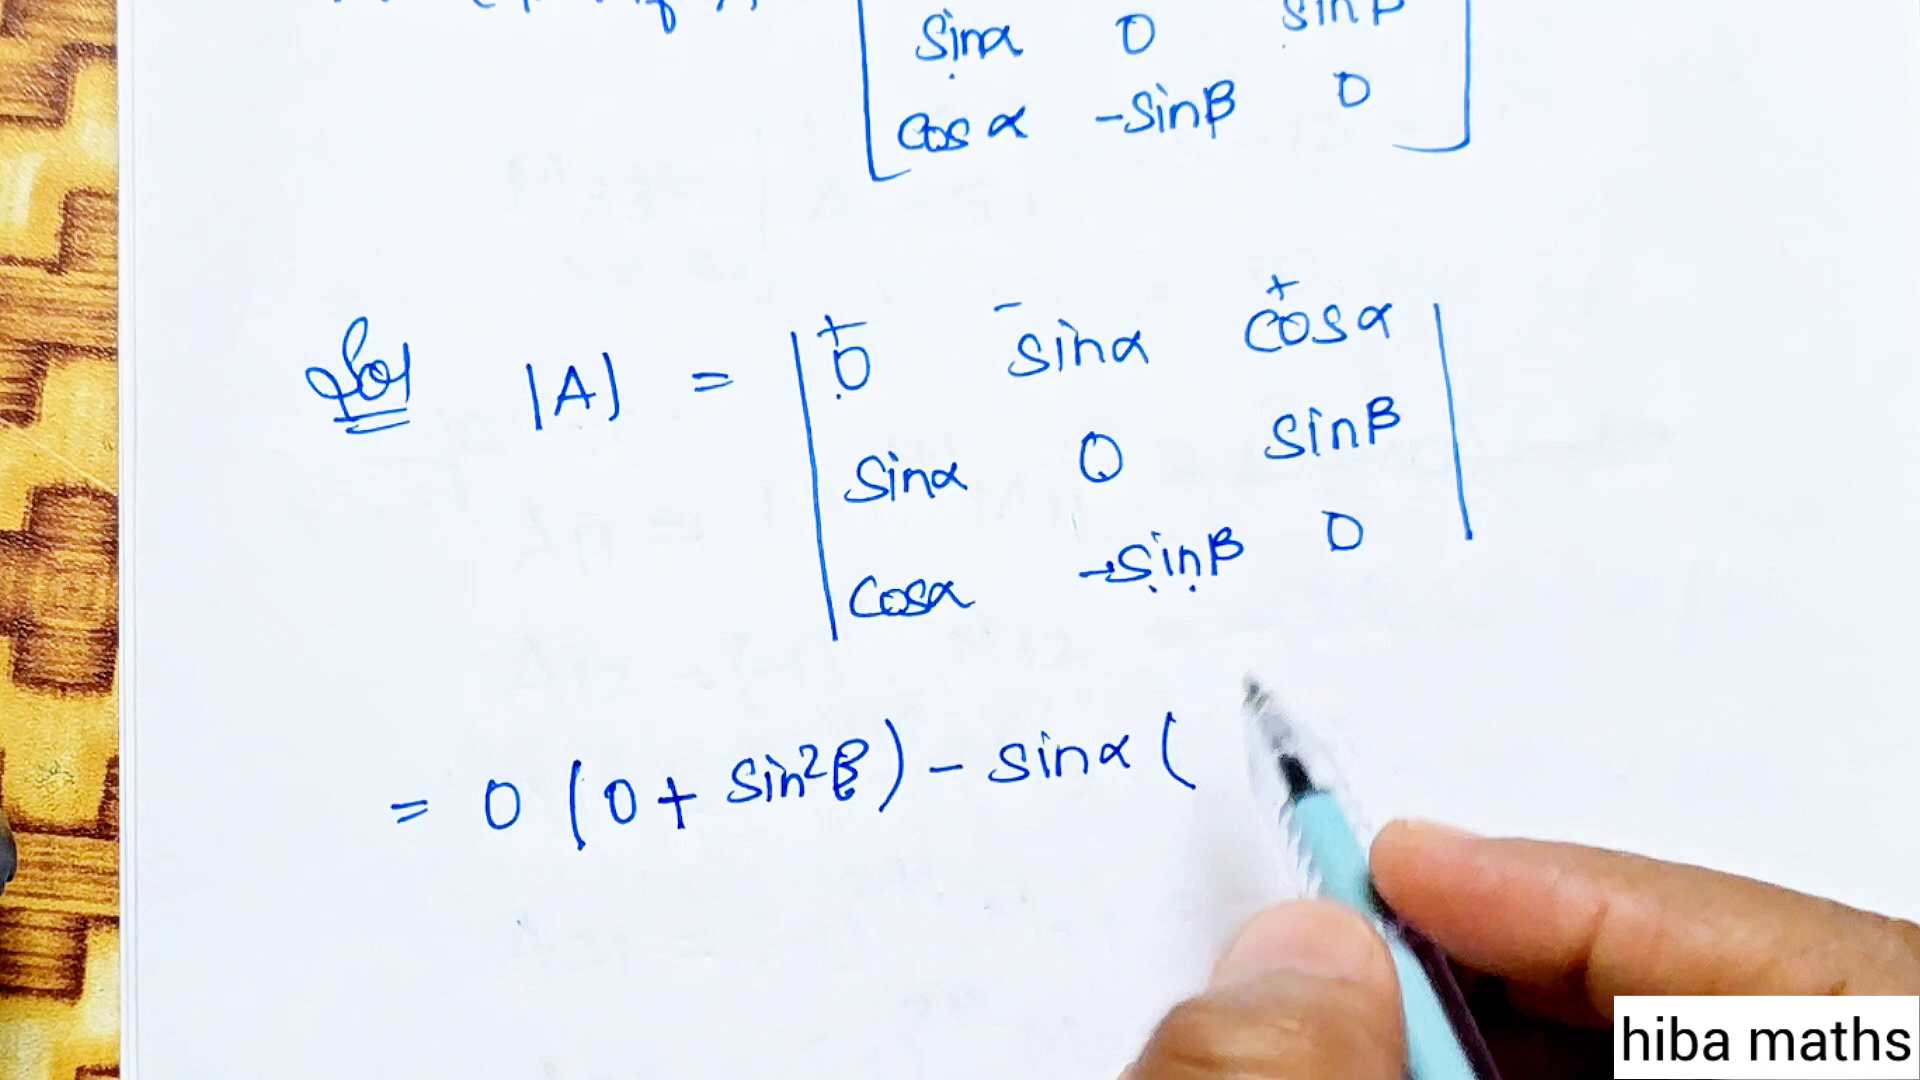 sinα 0 sinβ
cosα -sinβ 0
Sol |A| = | 0 sinα cosα |
+ - +
sinα 0 sinβ
cosα -sinβ 0
= 0 (0 + sin²β) - sinα (
hiba maths